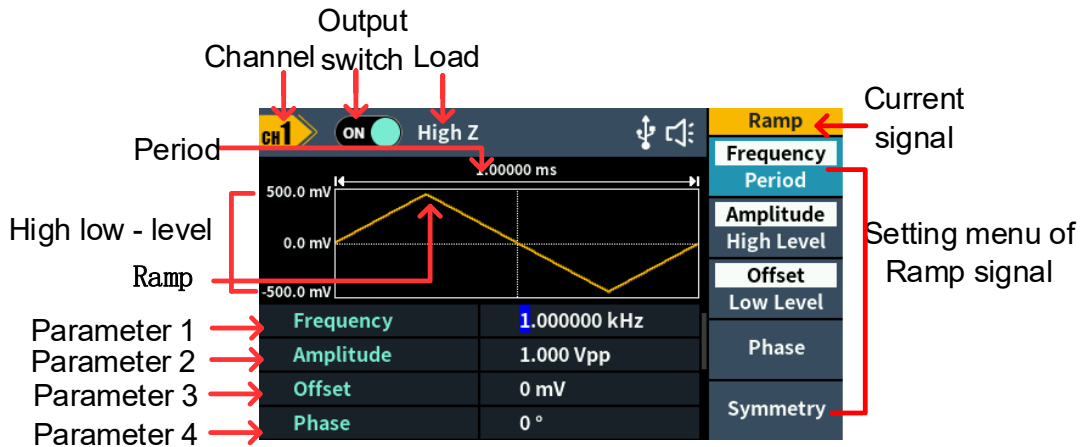 Output
Channel switch Load
Current
signal
CH1 ON High Z
Ramp
Period
1.00000 ms
Frequency
Period
500.0 mV
Amplitude
High Level
High low - level
0.0 mV
Setting menu of
Ramp signal
Ramp
Offset
Low Level
-500.0 mV
Parameter 1
Frequency 1.000000 kHz
Parameter 2
Amplitude 1.000 Vpp
Phase
Parameter 3
Offset 0 mV
Parameter 4
Phase 0 °
Symmetry